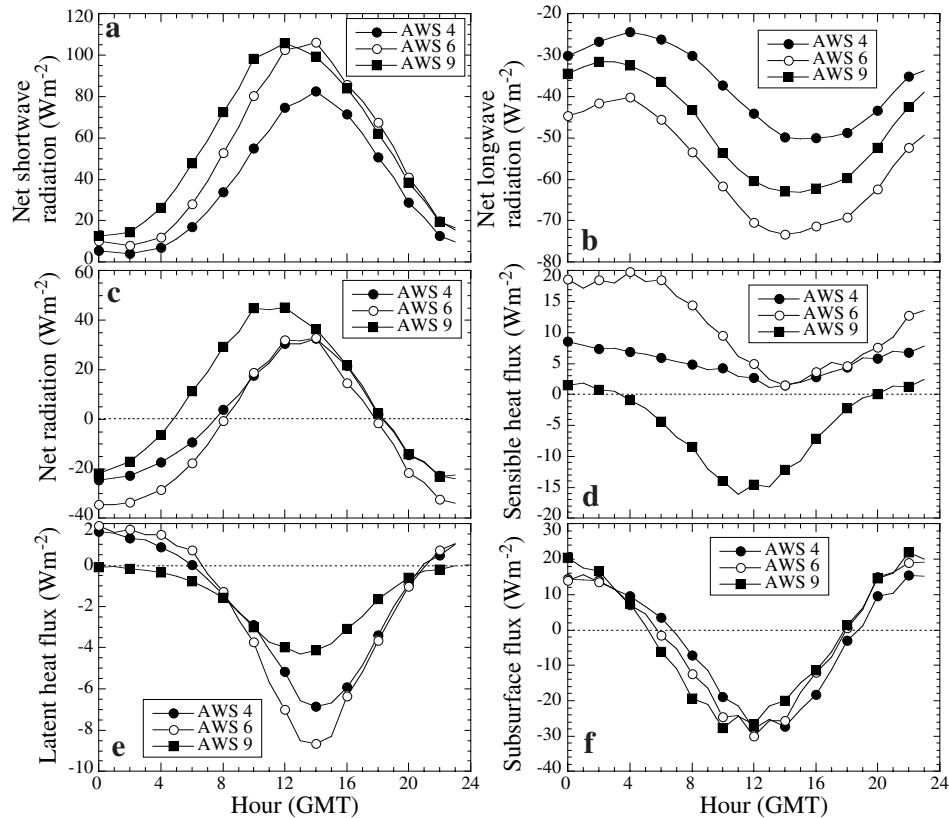 a
AWS 4
AWS 6
AWS 9
Net shortwave
radiation (Wm-2)
0
20
40
60
80
100
120
b
AWS 4
AWS 6
AWS 9
Net longwave
radiation (Wm-2)
-80
-70
-60
-50
-40
-30
-20
c
AWS 4
AWS 6
AWS 9
Net radiation (Wm-2)
-40
-20
0
20
40
60
d
AWS 4
AWS 6
AWS 9
Sensible heat flux (Wm-2)
-20
-15
-10
-5
0
5
10
15
20
e
AWS 4
AWS 6
AWS 9
Latent heat flux (Wm-2)
-10
-8
-6
-4
-2
0
2
0 4 8 12 16 20 24
Hour (GMT)
f
AWS 4
AWS 6
AWS 9
Subsurface flux (Wm-2)
-40
-30
-20
-10
0
10
20
30
0 4 8 12 16 20 24
Hour (GMT)